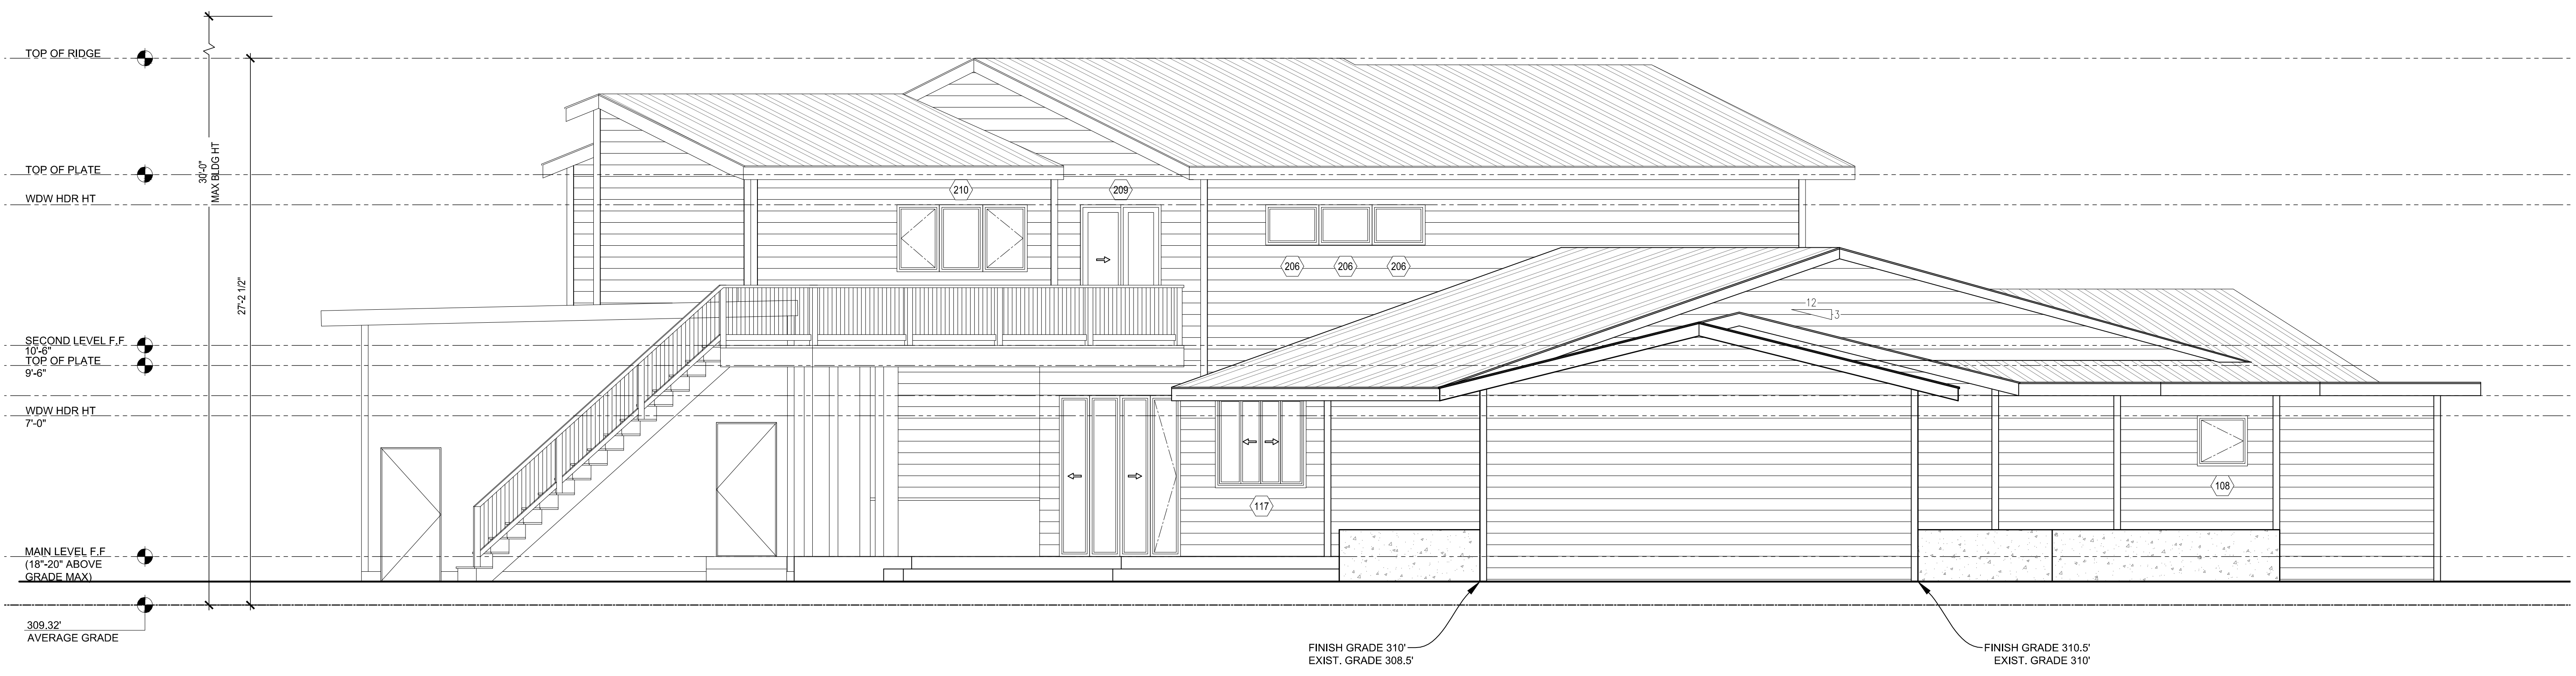 TOP OF RIDGE
TOP OF PLATE
WDW HDR HT
30'-0"
MAX BLDG HT
27'-2 1/2"
SECOND LEVEL F.F
10'-6"
TOP OF PLATE
9'-6"
WDW HDR HT
7'-0"
MAIN LEVEL F.F
(18"-20" ABOVE
GRADE MAX)
309.32'
AVERAGE GRADE
210
209
206
206
206
12
3
117
108
FINISH GRADE 310'
EXIST. GRADE 308.5'
FINISH GRADE 310.5'
EXIST. GRADE 310'